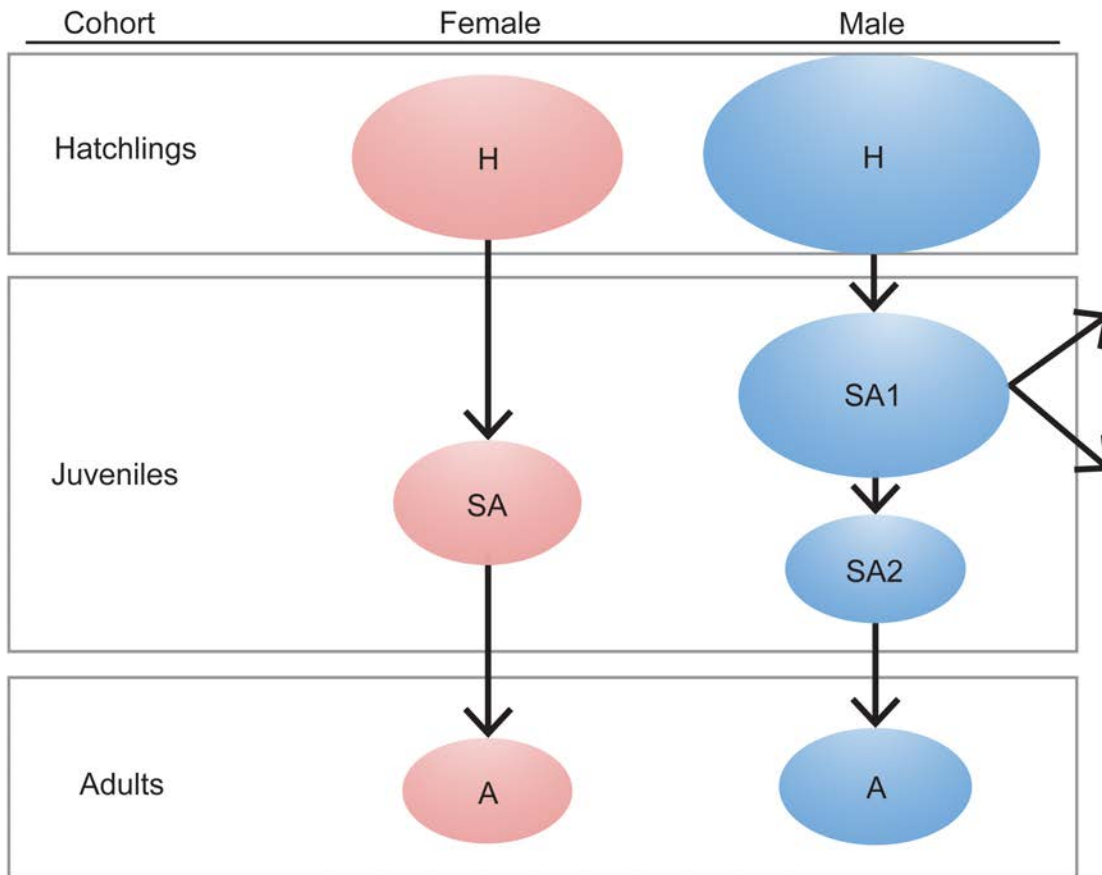 Cohort Female Male
Hatchlings H H
SA1
Juveniles SA
SA2
Adults A A